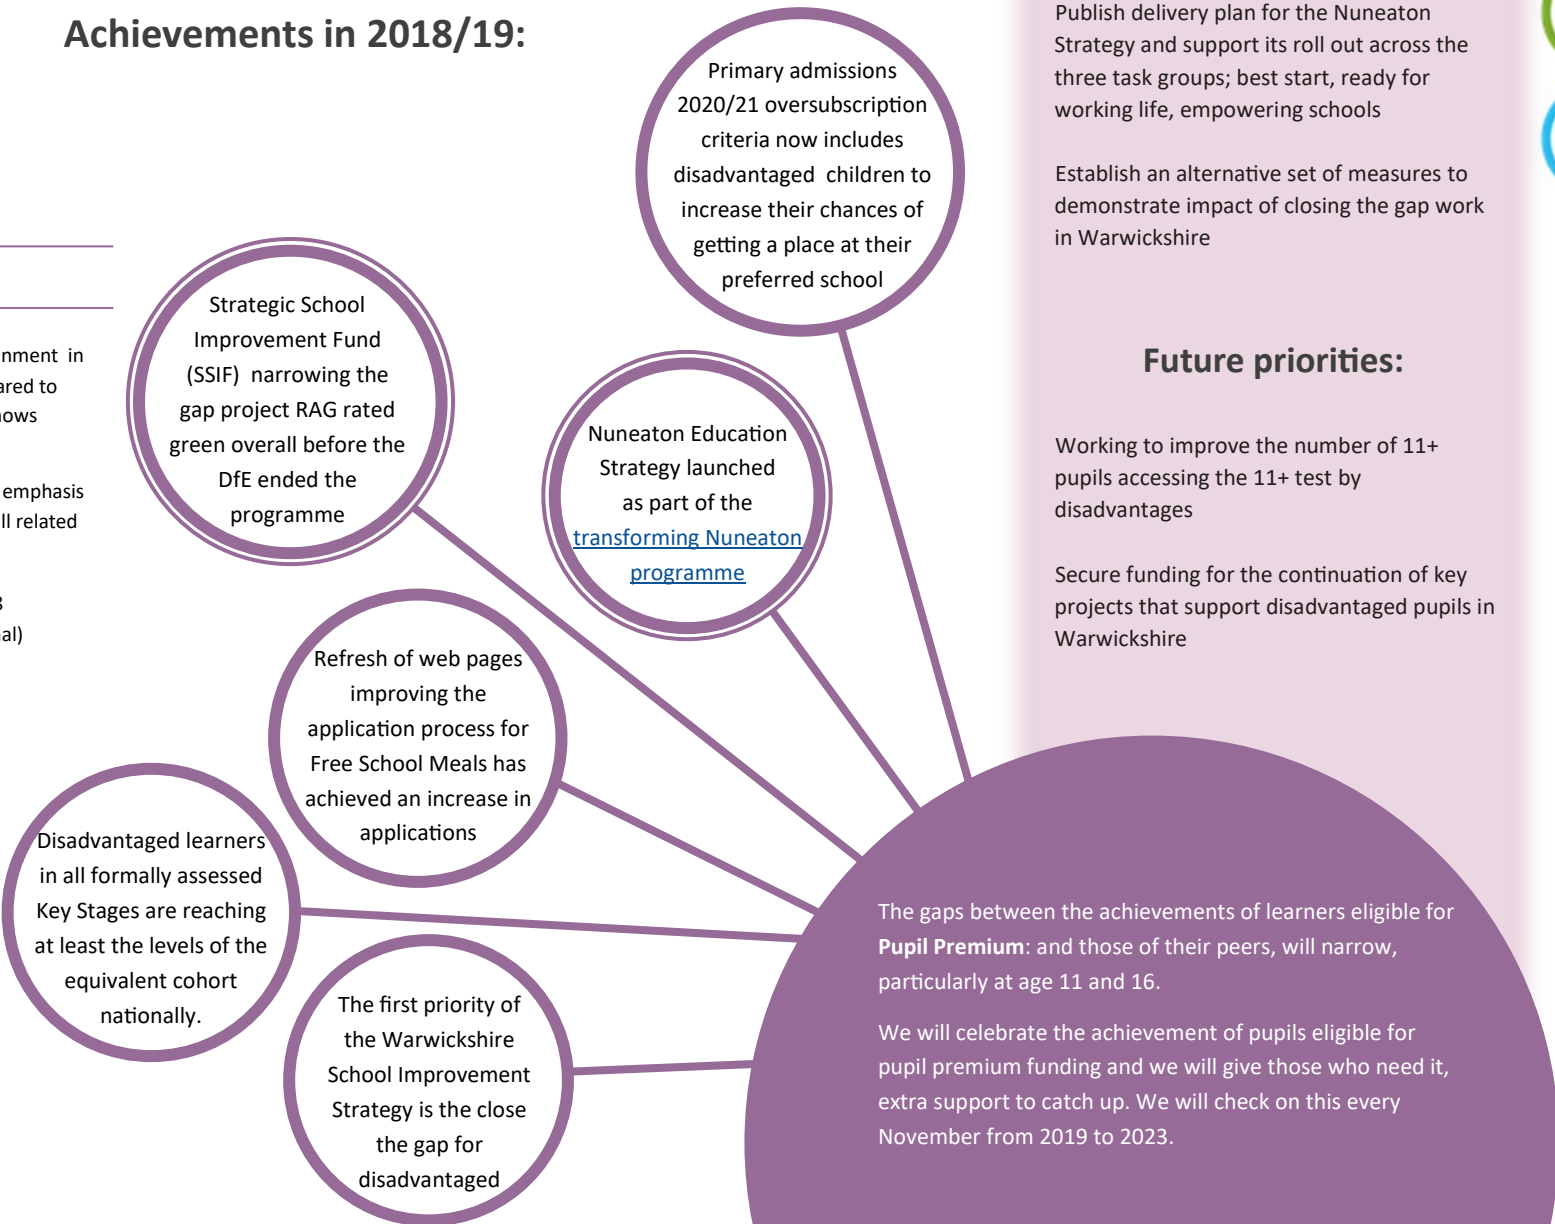 Achievements in 2018/19:
Primary admissions
2020/21 oversubscription
criteria now includes
disadvantaged children to
increase their chances of
getting a place at their
preferred school
Strategic School
Improvement Fund
(SSIF) narrowing the
gap project RAG rated
green overall before the
DfE ended the
programme
Nuneaton Education
Strategy launched
as part of the
transforming Nuneaton
programme
Refresh of web pages
improving the
application process for
Free School Meals has
achieved an increase in
applications
Disadvantaged learners
in all formally assessed
Key Stages are reaching
at least the levels of the
equivalent cohort
nationally.
The first priority of
the Warwickshire
School Improvement
Strategy is the close
the gap for
disadvantaged
in
to
emphasis
related
Publish delivery plan for the Nuneaton
Strategy and support its roll out across the
three task groups; best start, ready for
working life, empowering schools
Establish an alternative set of measures to
demonstrate impact of closing the gap work
in Warwickshire
Future priorities:
Working to improve the number of 11+
pupils accessing the 11+ test by
disadvantages
Secure funding for the continuation of key
projects that support disadvantaged pupils in
Warwickshire
The gaps between the achievements of learners eligible for
Pupil Premium: and those of their peers, will narrow,
particularly at age 11 and 16.
We will celebrate the achievement of pupils eligible for
pupil premium funding and we will give those who need it,
extra support to catch up. We will check on this every
November from 2019 to 2023.